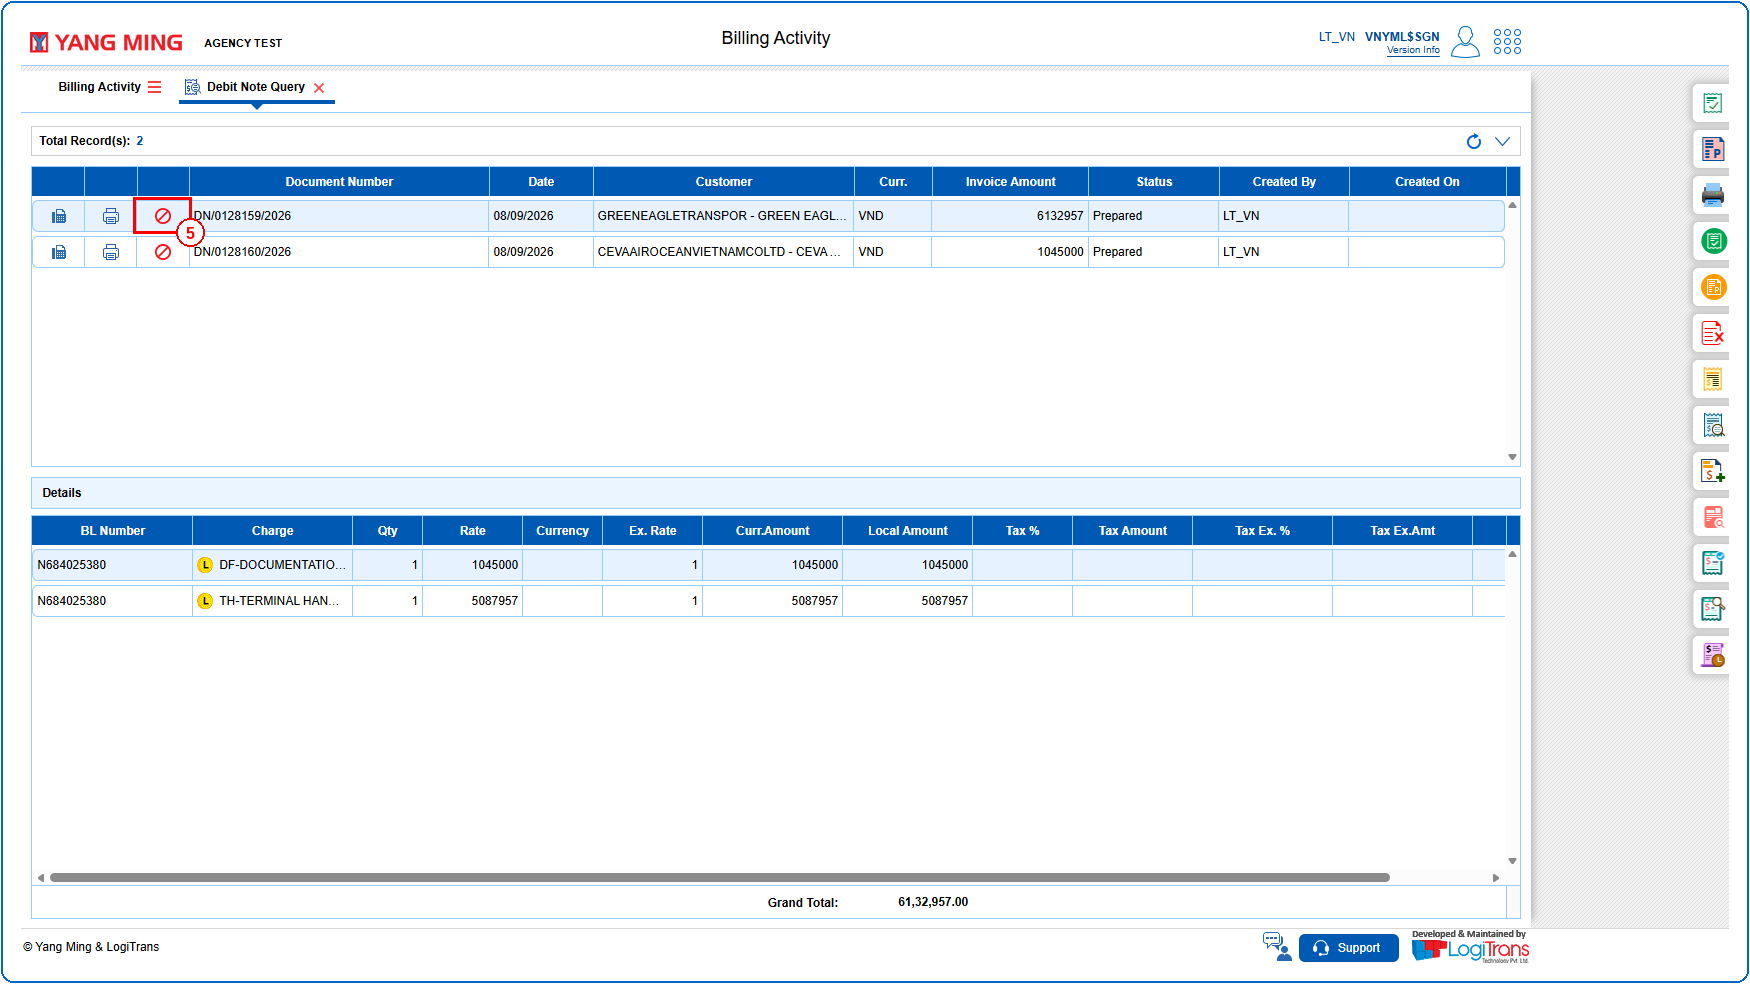 YANG MING AGENCY TEST
Billing Activity
LT_VN VNYML$SGN
Version Info
Billing Activity
Debit Note Query
Total Record(s): 2
Document Number Date Customer Curr. Invoice Amount Status Created By Created On
DN/0128159/2026 08/09/2026 GREENEAGLETRANSPOR - GREEN EAGL... VND 6132957 Prepared LT_VN
5
DN/0128160/2026 08/09/2026 CEVAAIROCEANVIETNAMCOLTD - CEVA ... VND 1045000 Prepared LT_VN
Details
BL Number Charge Qty Rate Currency Ex. Rate Curr.Amount Local Amount Tax % Tax Amount Tax Ex. % Tax Ex.Amt
N684025380 L DF-DOCUMENTATIO... 1 1045000 1 1045000 1045000
N684025380 L TH-TERMINAL HAN... 1 5087957 1 5087957 5087957
Grand Total: 61,32,957.00
© Yang Ming & LogiTrans
Support
Developed & Maintained by
LogiTrans
Technology Pvt. Ltd.